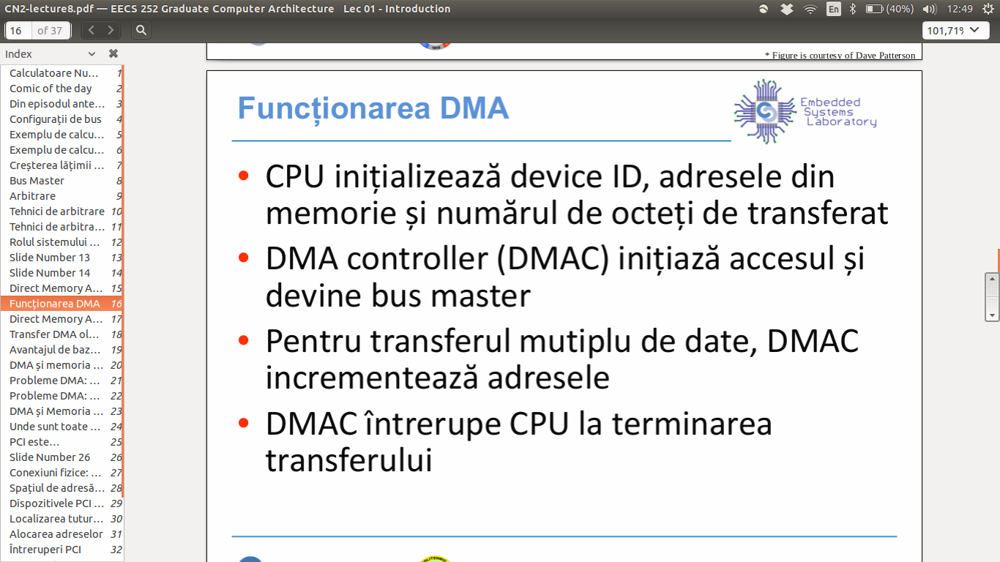 CN2-lecture8.pdf — EECS 252 Graduate Computer Architecture Lec 01 - Introduction
En
(40%)
12:49
16 of 37
101,71%
Index
Calculatoare Nu... 1
Comic of the day 2
Din episodul ante... 3
Configurații de bus 4
Exemplu de calcu... 5
Exemplu de calcu... 6
Creșterea lățimii ... 7
Bus Master 8
Arbitrare 9
Tehnici de arbitrare 10
Tehnici de arbitra... 11
Rolul sistemului ... 12
Slide Number 13 13
Slide Number 14 14
Direct Memory A... 15
Funcționarea DMA 16
Direct Memory A... 17
Transfer DMA ol... 18
Avantajul de baz... 19
DMA și memoria ... 20
Probleme DMA: ... 21
Probleme DMA: ... 22
DMA și Memoria ... 23
Unde sunt toate ... 24
PCI este... 25
Slide Number 26 26
Conexiuni fizice: ... 27
Spațiul de adresă... 28
Dispozitivele PCI ... 29
Localizarea tutur... 30
Alocarea adreselor 31
Întreruperi PCI 32
* Figure is courtesy of Dave Patterson
Funcționarea DMA
Embedded
Systems
Laboratory
• CPU inițializează device ID, adresele din
memorie și numărul de octeți de transferat
• DMA controller (DMAC) inițiază accesul și
devine bus master
• Pentru transferul mutiplu de date, DMAC
incrementează adresele
• DMAC întrerupe CPU la terminarea
transferului